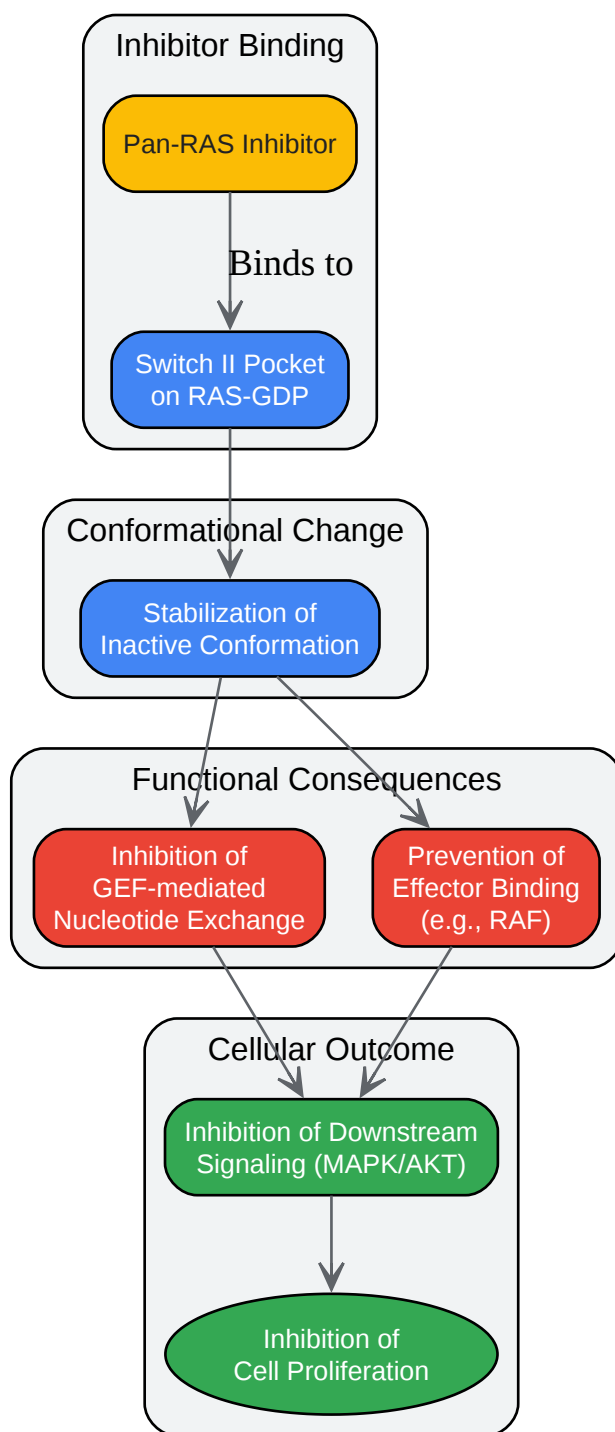 Inhibitor Binding
Pan-RAS Inhibitor
Binds to
Switch II Pocket
on RAS-GDP
Conformational Change
Stabilization of
Inactive Conformation
Functional Consequences
Inhibition of
GEF-mediated
Nucleotide Exchange
Prevention of
Effector Binding
(e.g., RAF)
Cellular Outcome
Inhibition of Downstream
Signaling (MAPK/AKT)
Inhibition of
Cell Proliferation